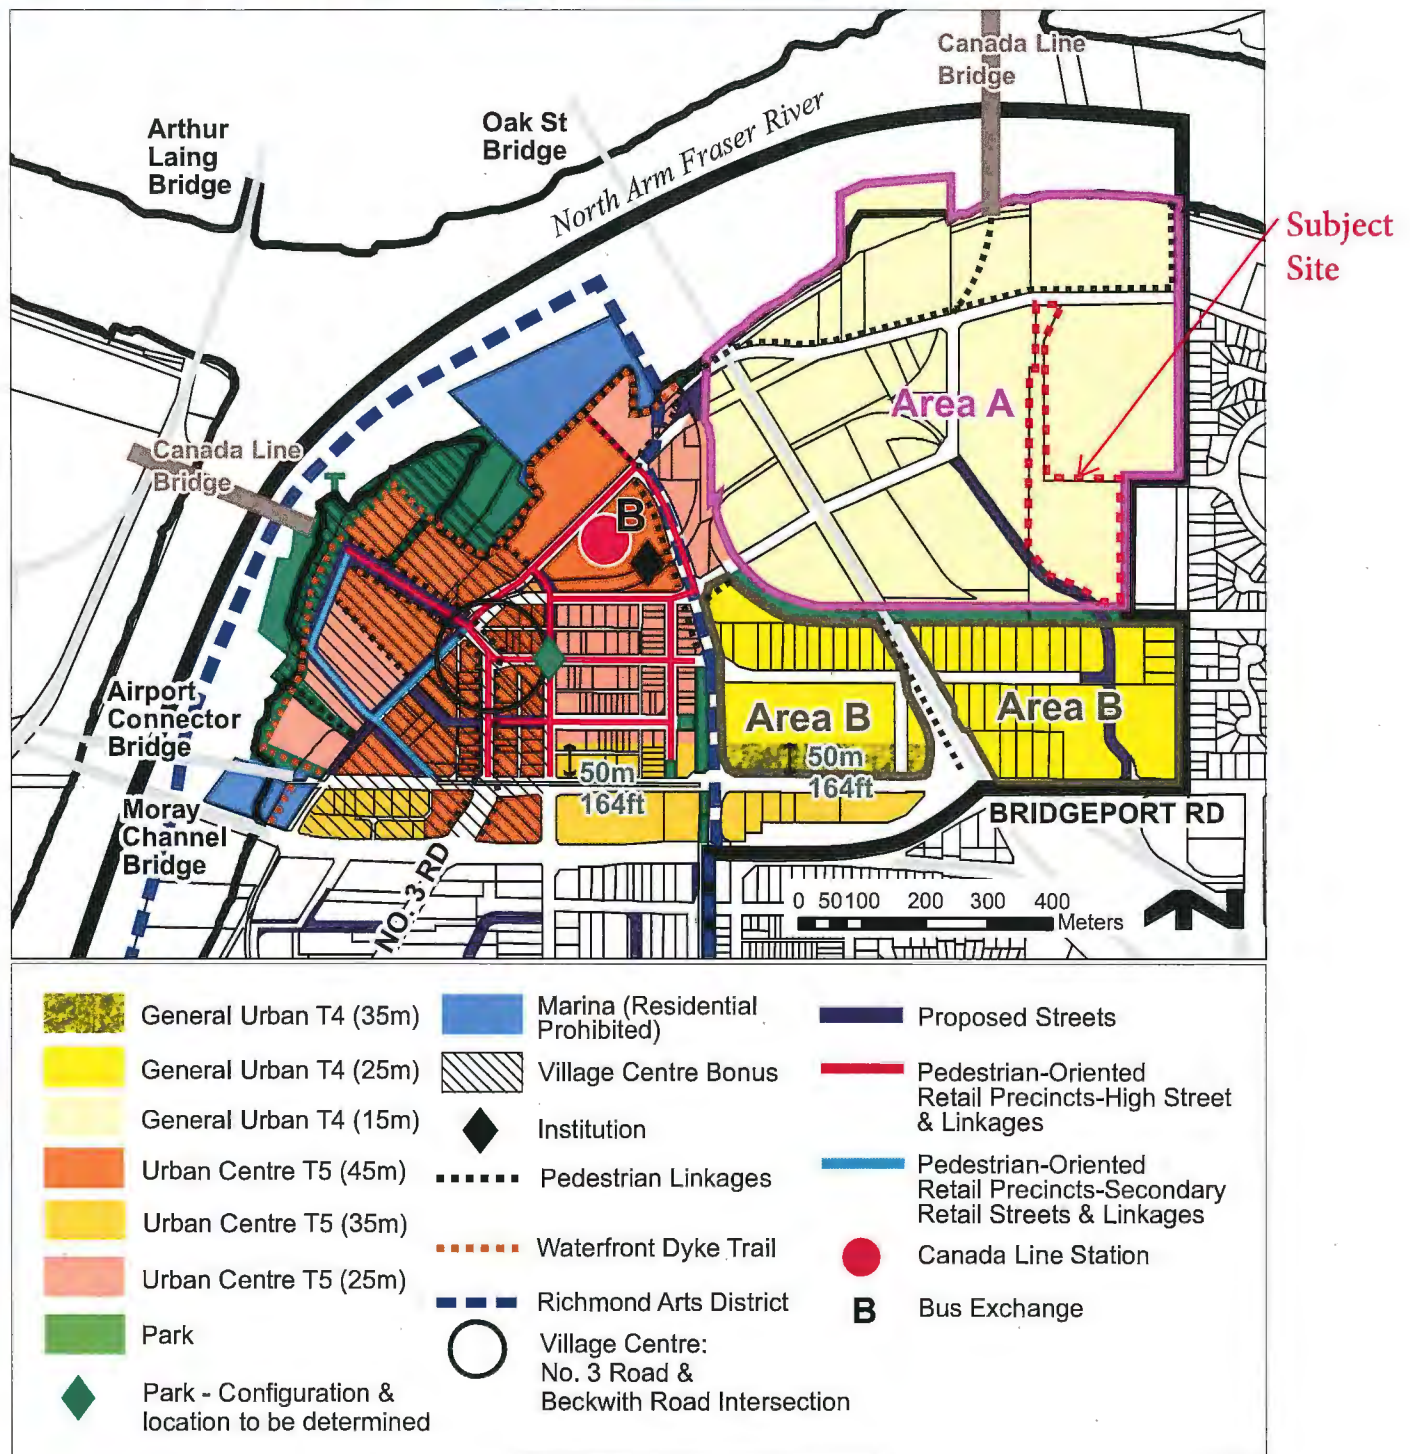 Canada Line
Bridge
Arthur
Laing
Bridge
Oak St
Bridge
North Arm Fraser River
Subject
Site
Area A
Canada Line
Bridge
B
Airport
Connector
Bridge
Area B
Area B
50m
164ft
50m
164ft
Moray
Channel
Bridge
BRIDGEPORT RD
NO. 3 RD
0 50 100 200 300 400
Meters
N
General Urban T4 (35m)
General Urban T4 (25m)
General Urban T4 (15m)
Urban Centre T5 (45m)
Urban Centre T5 (35m)
Urban Centre T5 (25m)
Park
Park - Configuration &
location to be determined
Marina (Residential
Prohibited)
Village Centre Bonus
Institution
Pedestrian Linkages
Waterfront Dyke Trail
Richmond Arts District
Village Centre:
No. 3 Road &
Beckwith Road Intersection
Proposed Streets
Pedestrian-Oriented
Retail Precincts-High Street
& Linkages
Pedestrian-Oriented
Retail Precincts-Secondary
Retail Streets & Linkages
Canada Line Station
B
Bus Exchange